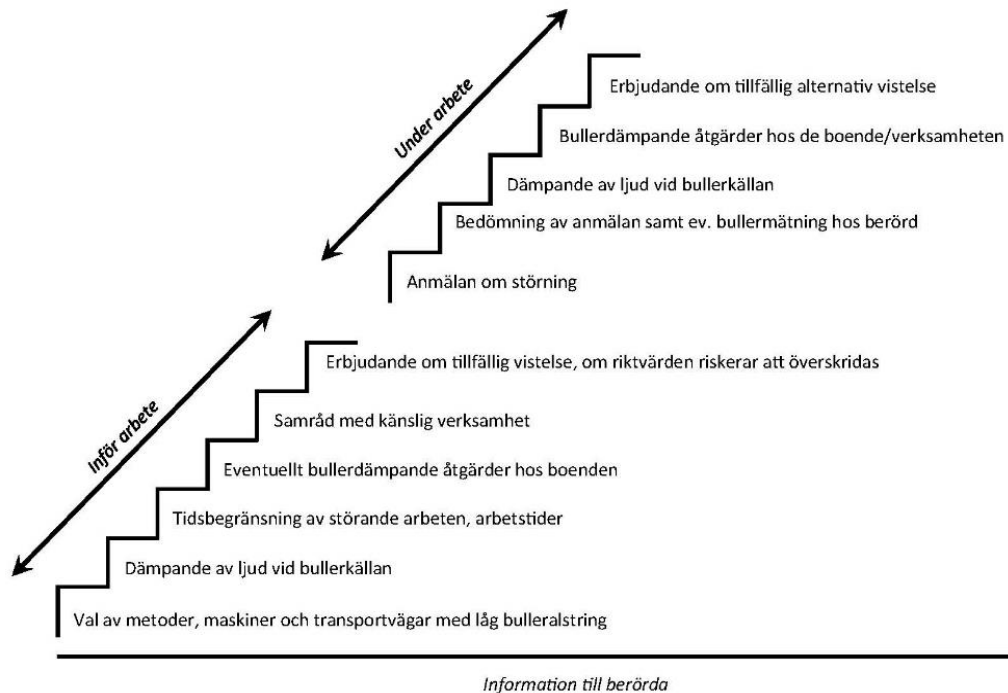 Under arbete
Erbjudande om tillfällig alternativ vistelse
Bullerdämpande åtgärder hos de boende/verksamheten
Dämpande av ljud vid bullerkällan
Bedömning av anmälan samt ev. bullermätning hos berörd
Anmälan om störning
Inför arbete
Erbjudande om tillfällig vistelse, om riktvärden riskerar att överskridas
Samråd med känslig verksamhet
Eventuellt bullerdämpande åtgärder hos boenden
Tidsbegränsning av störande arbeten, arbetstider
Dämpande av ljud vid bullerkällan
Val av metoder, maskiner och transportvägar med låg bulleralstring
Information till berörda